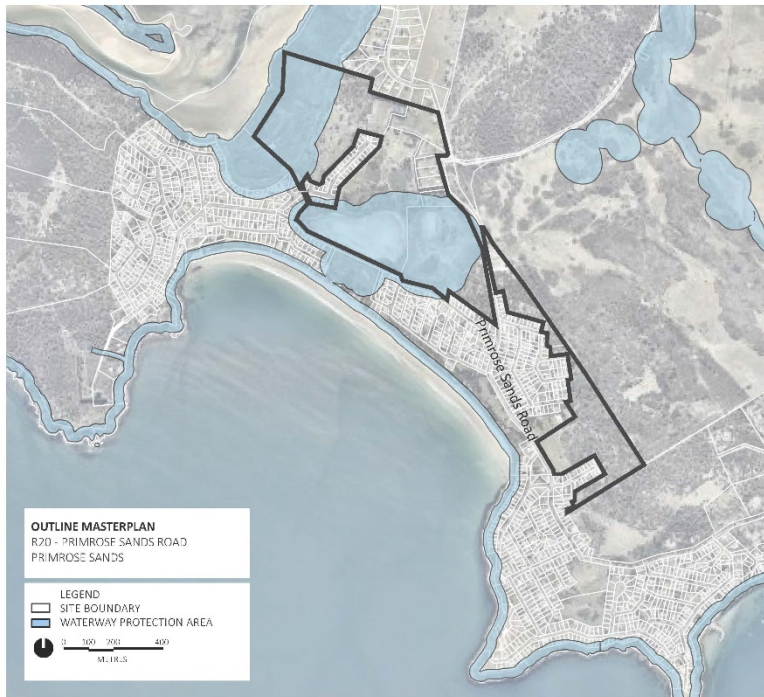 Primrose Sands Road
OUTLINE MASTERPLAN
R20 - PRIMROSE SANDS ROAD
PRIMROSE SANDS
LEGEND
SITE BOUNDARY
WATERWAY PROTECTION AREA
0 100 200 400
METRES